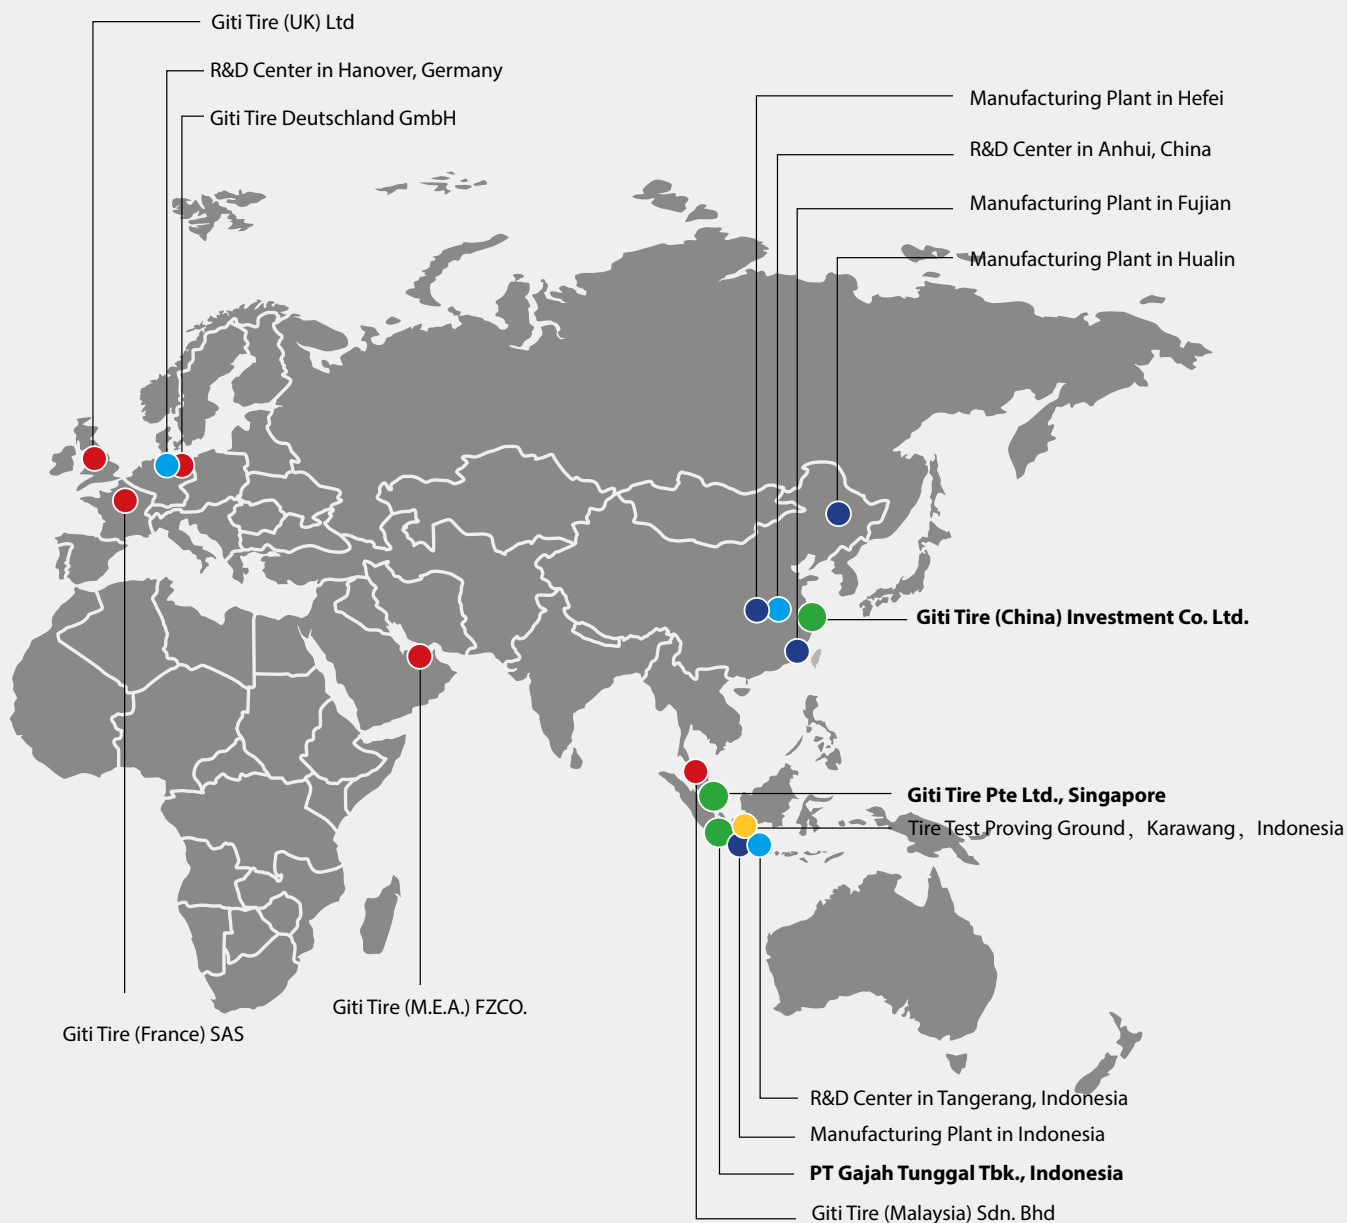 Giti Tire (UK) Ltd
R&D Center in Hanover, Germany
Giti Tire Deutschland GmbH
Manufacturing Plant in Hefei
R&D Center in Anhui, China
Manufacturing Plant in Fujian
Manufacturing Plant in Hualin
Giti Tire (China) Investment Co. Ltd.
Giti Tire Pte Ltd., Singapore
Tire Test Proving Ground，Karawang，Indonesia
Giti Tire (M.E.A.) FZCO.
Giti Tire (France) SAS
R&D Center in Tangerang, Indonesia
Manufacturing Plant in Indonesia
PT Gajah Tunggal Tbk., Indonesia
Giti Tire (Malaysia) Sdn. Bhd